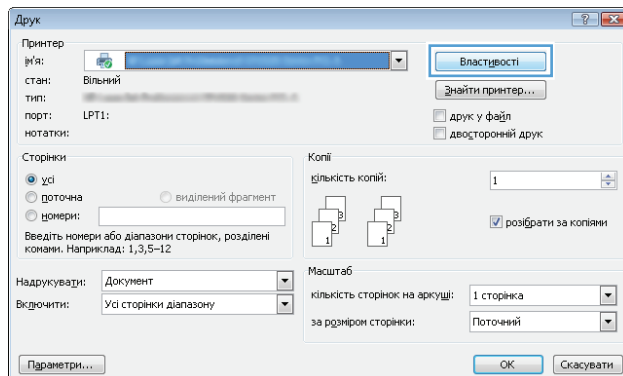 Друк
Принтер
ім'я:
Властивості
стан: Вільний
тип:
Знайти принтер...
порт: LPT1:
друк у файл
нотатки:
двосторонній друк
Сторінки
усі
поточна
виділений фрагмент
номери:
Введіть номери або діапазони сторінок, розділені
комами. Наприклад: 1,3,5–12
Копії
кількість копій: 1
розібрати за копіями
Надрукувати: Документ
Включити: Усі сторінки діапазону
Масштаб
кількість сторінок на аркуші: 1 сторінка
за розміром сторінки: Поточний
Параметри...
ОК
Скасувати